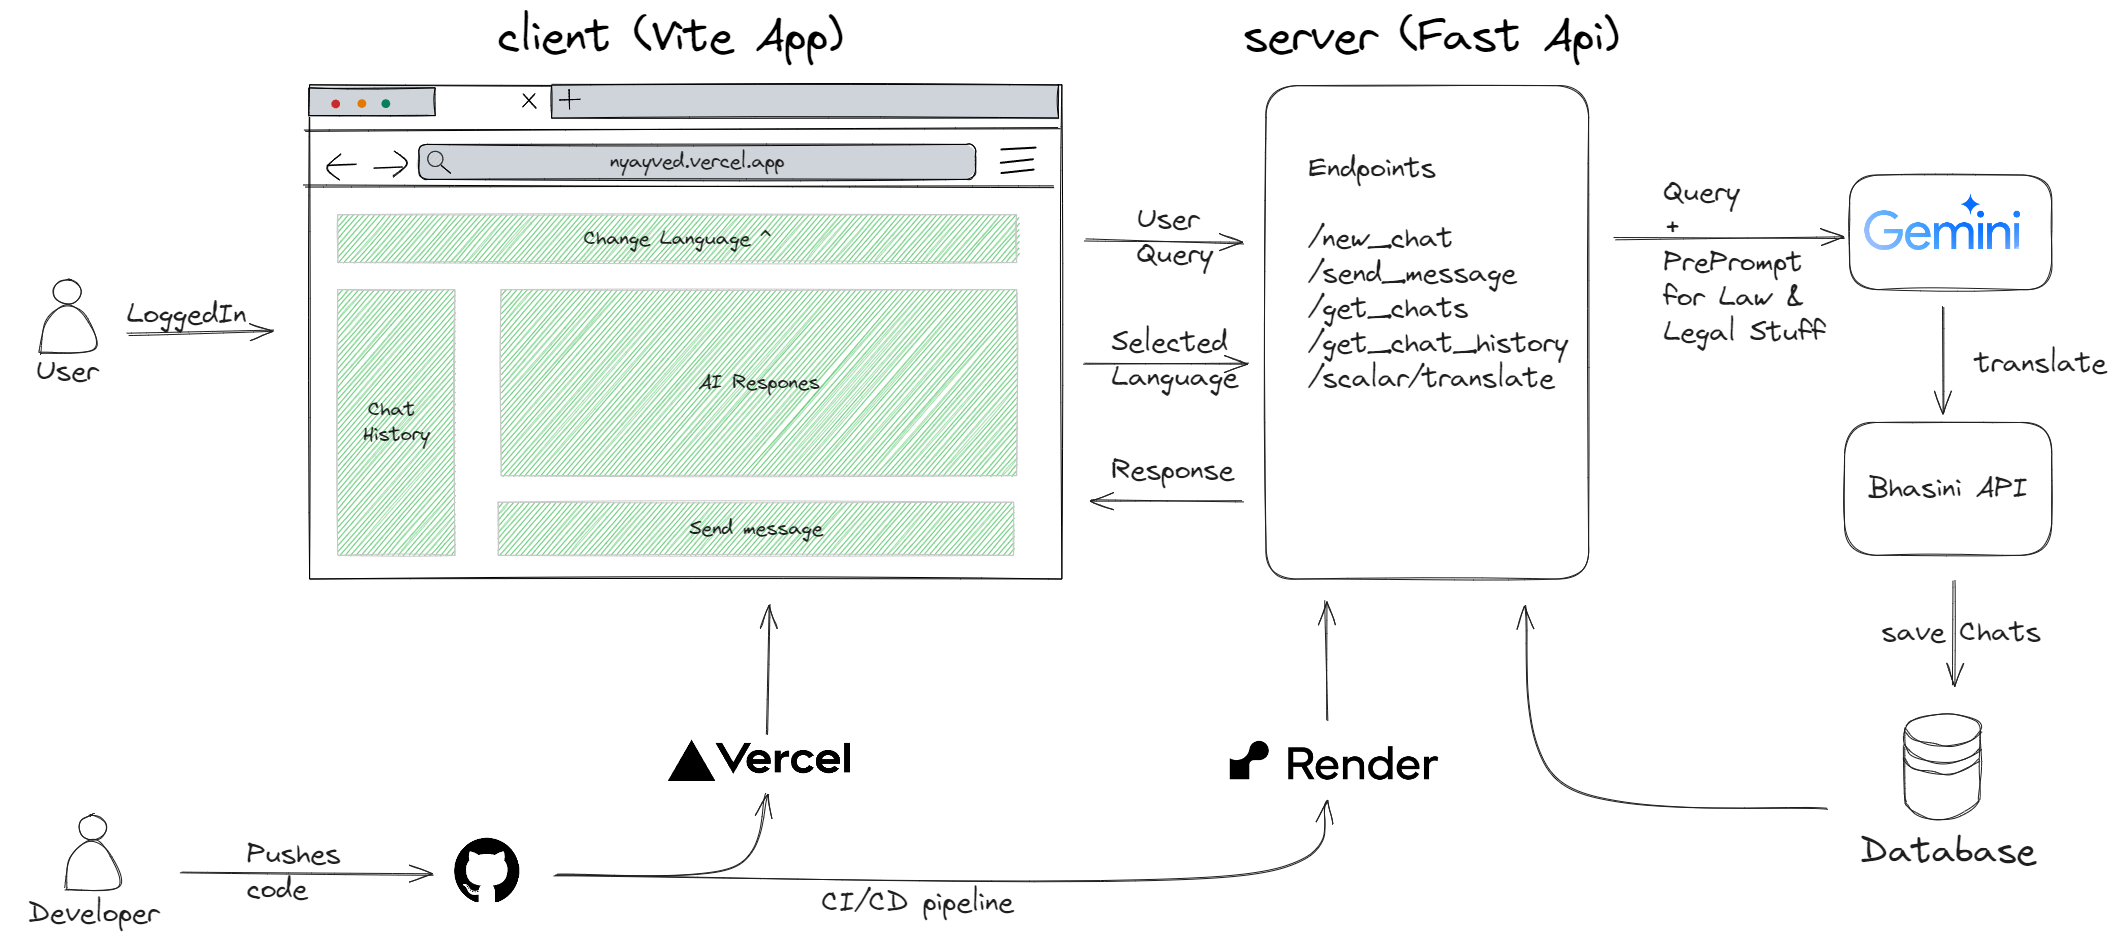 client (Vite App)
server (Fast Api)
nyayved.vercel.app
Change Language ^
Chat
History
AI Respones
Send message
LoggedIn
User
User
Query
Selected
Language
Response
Endpoints
/new_chat
/send_message
/get_chats
/get_chat_history
/scalar/translate
Query
+
PrePrompt
for Law &
Legal Stuff
Gemini
translate
Bhasini API
save Chats
Database
Vercel
Render
Developer
Pushes
code
CI/CD pipeline